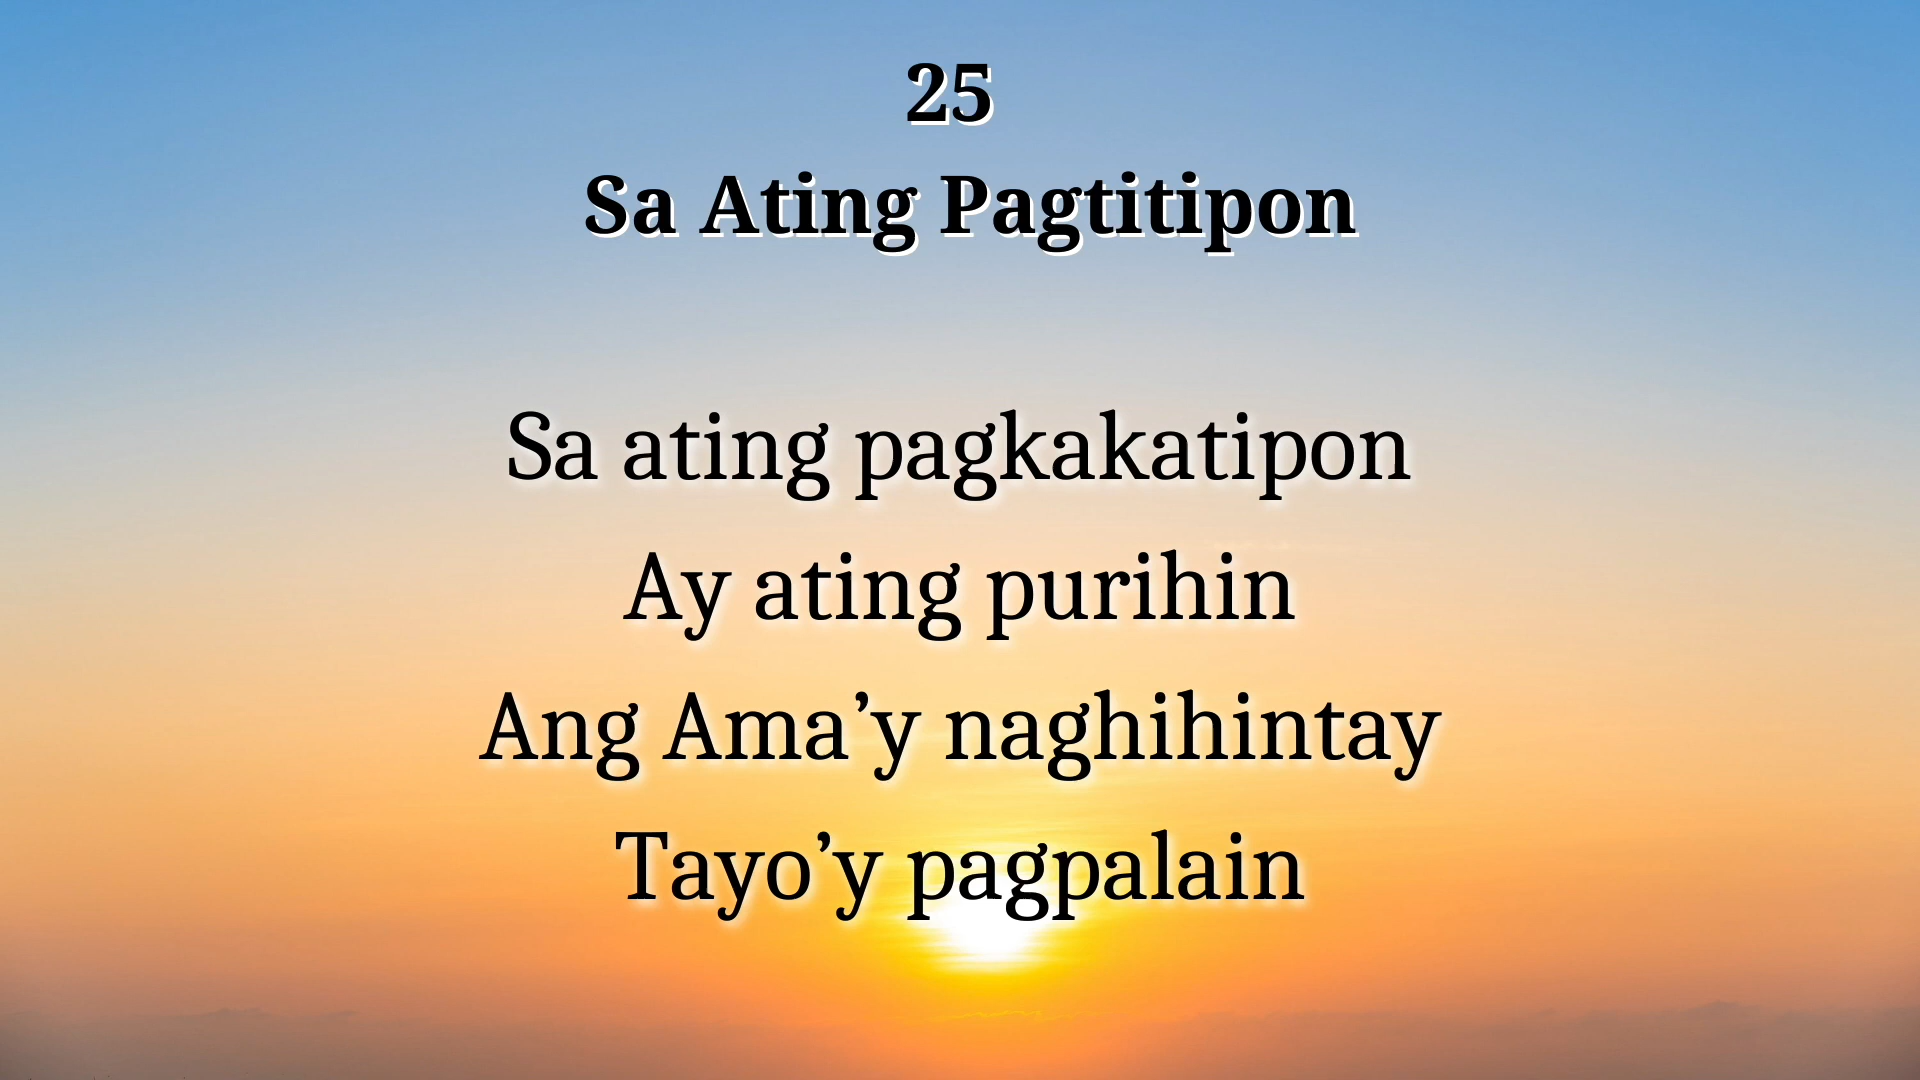 25
Sa Ating Pagtitipon
Sa ating pagkakatipon
Ay ating purihin
Ang Ama’y naghihintay
Tayo’y pagpalain